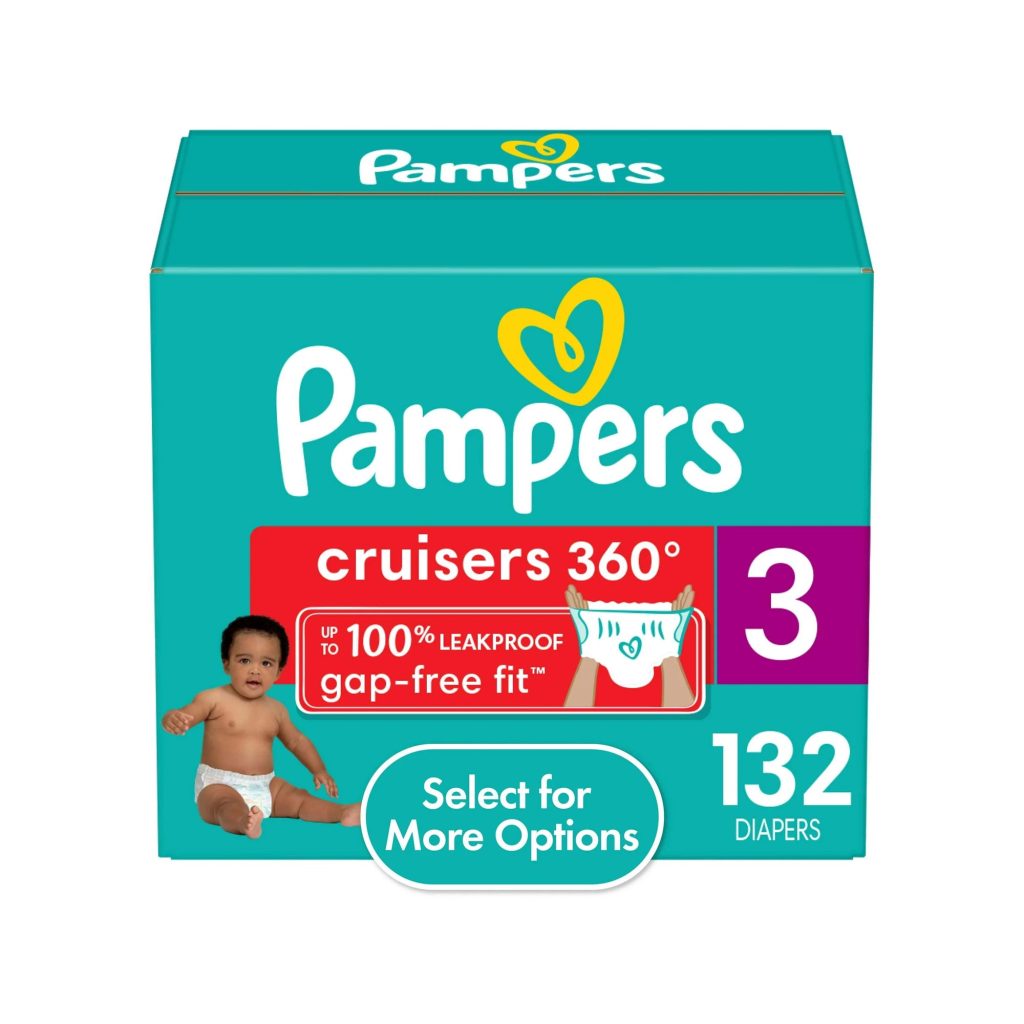 Pampers
Pampers
cruisers 360°
3
UP TO 100% LEAKPROOF
gap-free fit™
132
DIAPERS
Select for
More Options